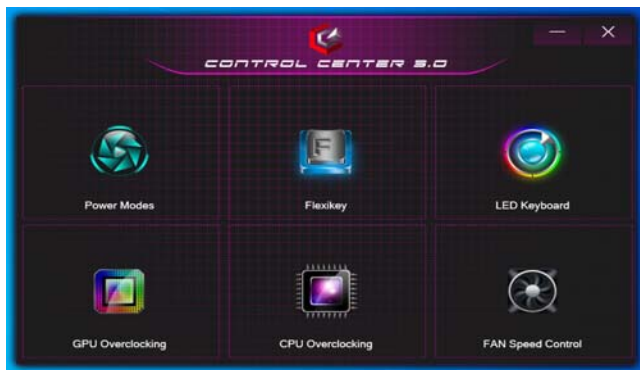 CONTROL CENTER 3.0
Power Modes
Flexikey
LED Keyboard
GPU Overclocking
CPU Overclocking
FAN Speed Control
F